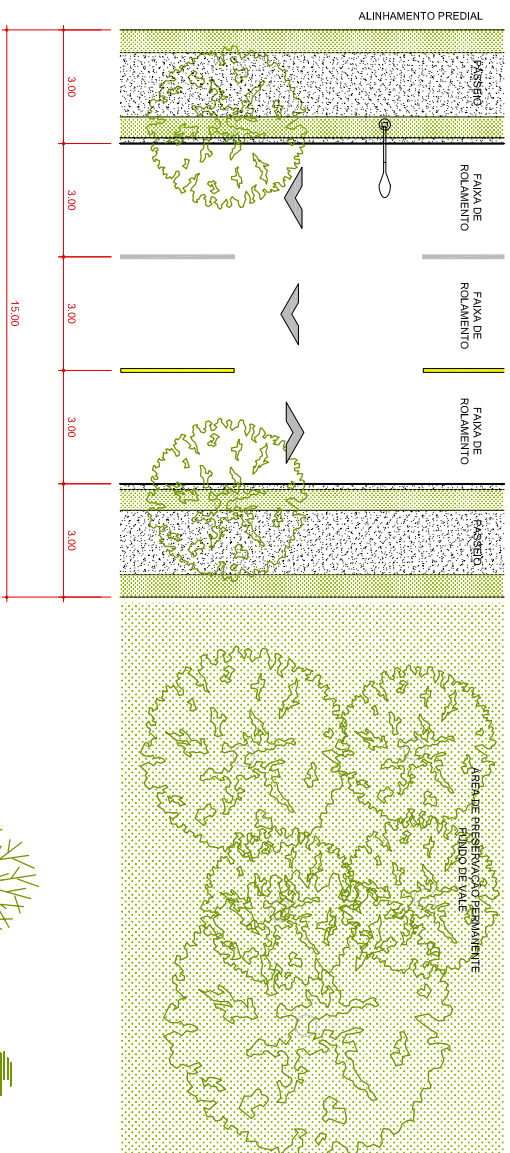 ALINHAMENTO PREDIAL
PASSEIO
3.00
FAIXA DE
ROLAMENTO
3.00
FAIXA DE
ROLAMENTO
3.00
15.00
FAIXA DE
ROLAMENTO
3.00
PASSEIO
3.00
ÁREA DE PRESERVAÇÃO PERMANENTE
FUNDO DE VALE